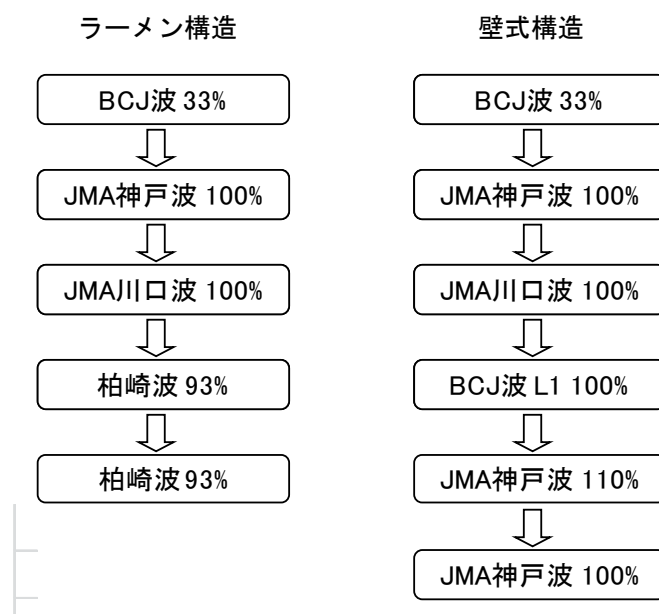 ラーメン構造
BCJ波 33%
JMA神戸波 100%
JMA川口波 100%
柏崎波 93%
柏崎波 93%
壁式構造
BCJ波 33%
JMA神戸波 100%
JMA川口波 100%
BCJ波 L1 100%
JMA神戸波 110%
JMA神戸波 100%